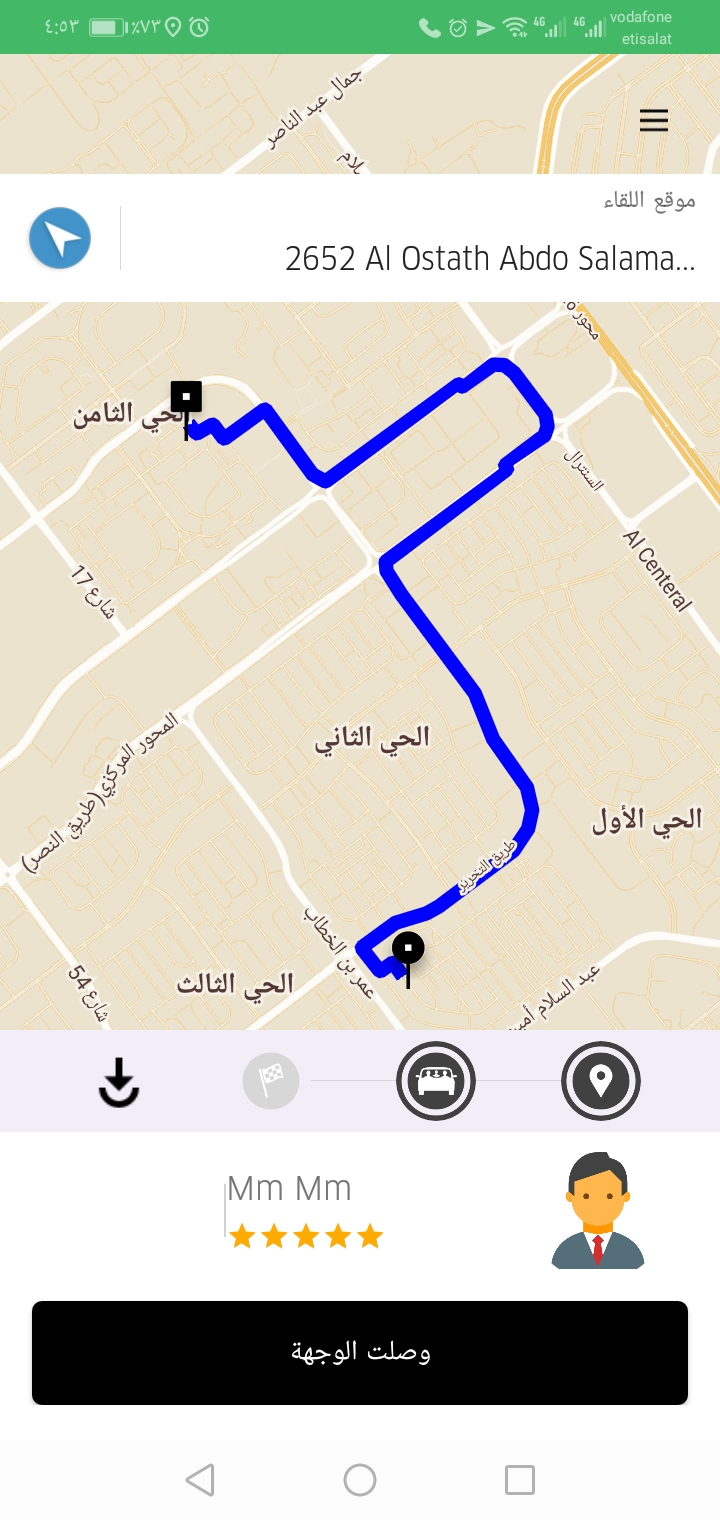 ٤:٥٣
٪٧٣
4G
4G
vodafone
etisalat
جمال عبد الناصر
لام
موقع اللقاء
2652 Al Ostath Abdo Salama...
محور
الحي الثامن
السنترال
Al Centeral
شارع 17
المحور المركزي(طريق النصر)
الحي الثاني
الحي الأول
طريق التحرير
عمر بن الخطاب
الحي الثالث
شارع 54
عبد السلام أمين
Mm Mm
وصلت الوجهة